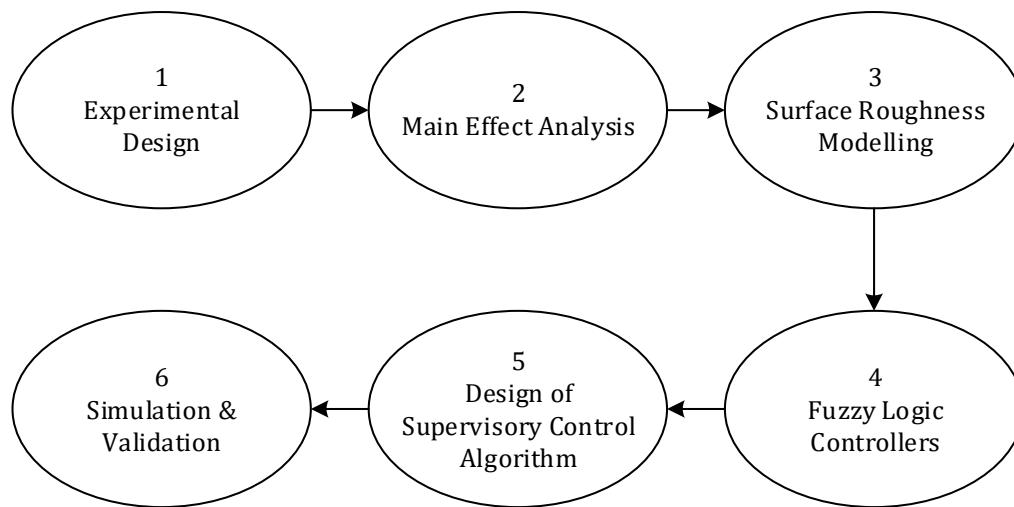 1
Experimental
Design
2
Main Effect Analysis
3
Surface Roughness
Modelling
4
Fuzzy Logic
Controllers
5
Design of
Supervisory Control
Algorithm
6
Simulation &
Validation